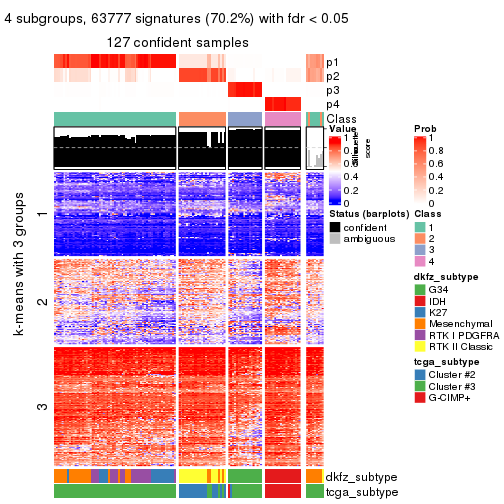 4 subgroups, 63777 signatures (70.2%) with fdr < 0.05
127 confident samples
p1
p2
p3
p4
Class
Silhouette
score
k-means with 3 groups
1
2
3
dkfz_subtype
tcga_subtype
Value
1
0.8
0.6
0.4
0.2
0
Status (barplots)
confident
ambiguous
Prob
1
0.8
0.6
0.4
0.2
0
Class
1
2
3
4
dkfz_subtype
G34
IDH
K27
Mesenchymal
RTK I PDGFRA
RTK II Classic
tcga_subtype
Cluster #2
Cluster #3
G-CIMP+